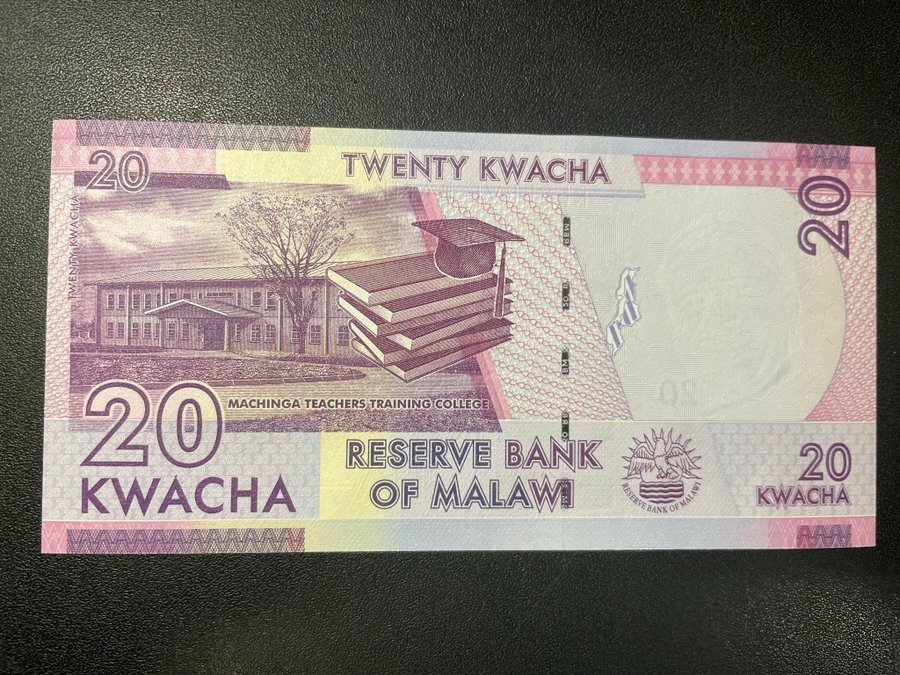 20
TWENTY KWACHA
20
TWENTY KWACHA
20
KWACHA
MACHINGA TEACHERS TRAINING COLLEGE
RESERVE BANK
OF MALAWI
RESERVE BANK OF MALAWI
20
KWACHA